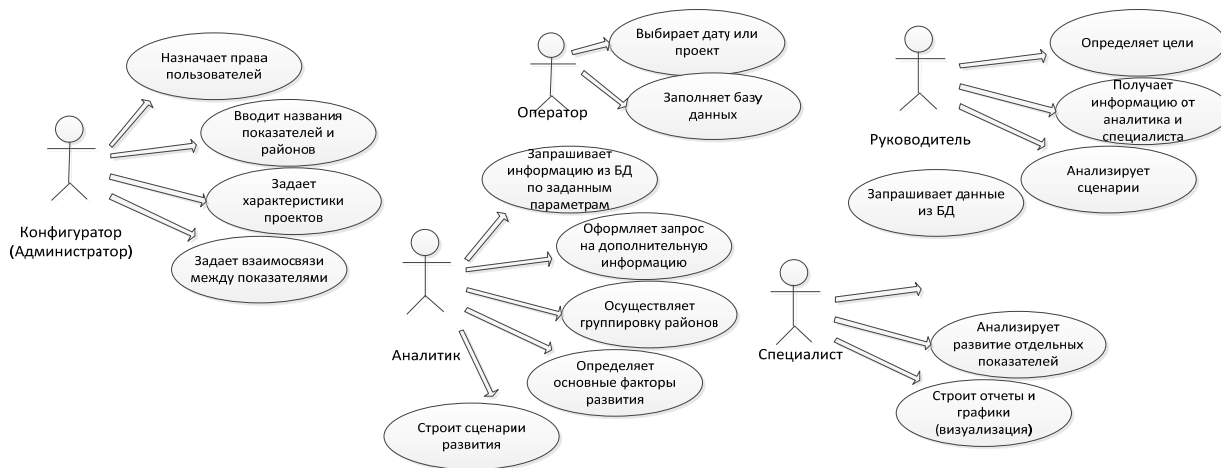 Назначает права
пользователей
Вводит названия
показателей и
районов
Задает
характеристики
проектов
Задает взаимосвязи
между показателями
Конфигуратор
(Администратор)
Выбирает дату или
проект
Заполняет базу
данных
Оператор
Определяет цели
Получает
информацию от
аналитика и
специалиста
Анализирует
сценарии
Руководитель
Запрашивает
информацию из БД
по заданным
параметрам
Оформляет запрос
на дополнительную
информацию
Осуществляет
группировку районов
Определяет
основные факторы
развития
Строит сценарии
развития
Аналитик
Запрашивает данные
из БД
Анализирует
развитие отдельных
показателей
Строит отчеты и
графики
(визуализация)
Специалист